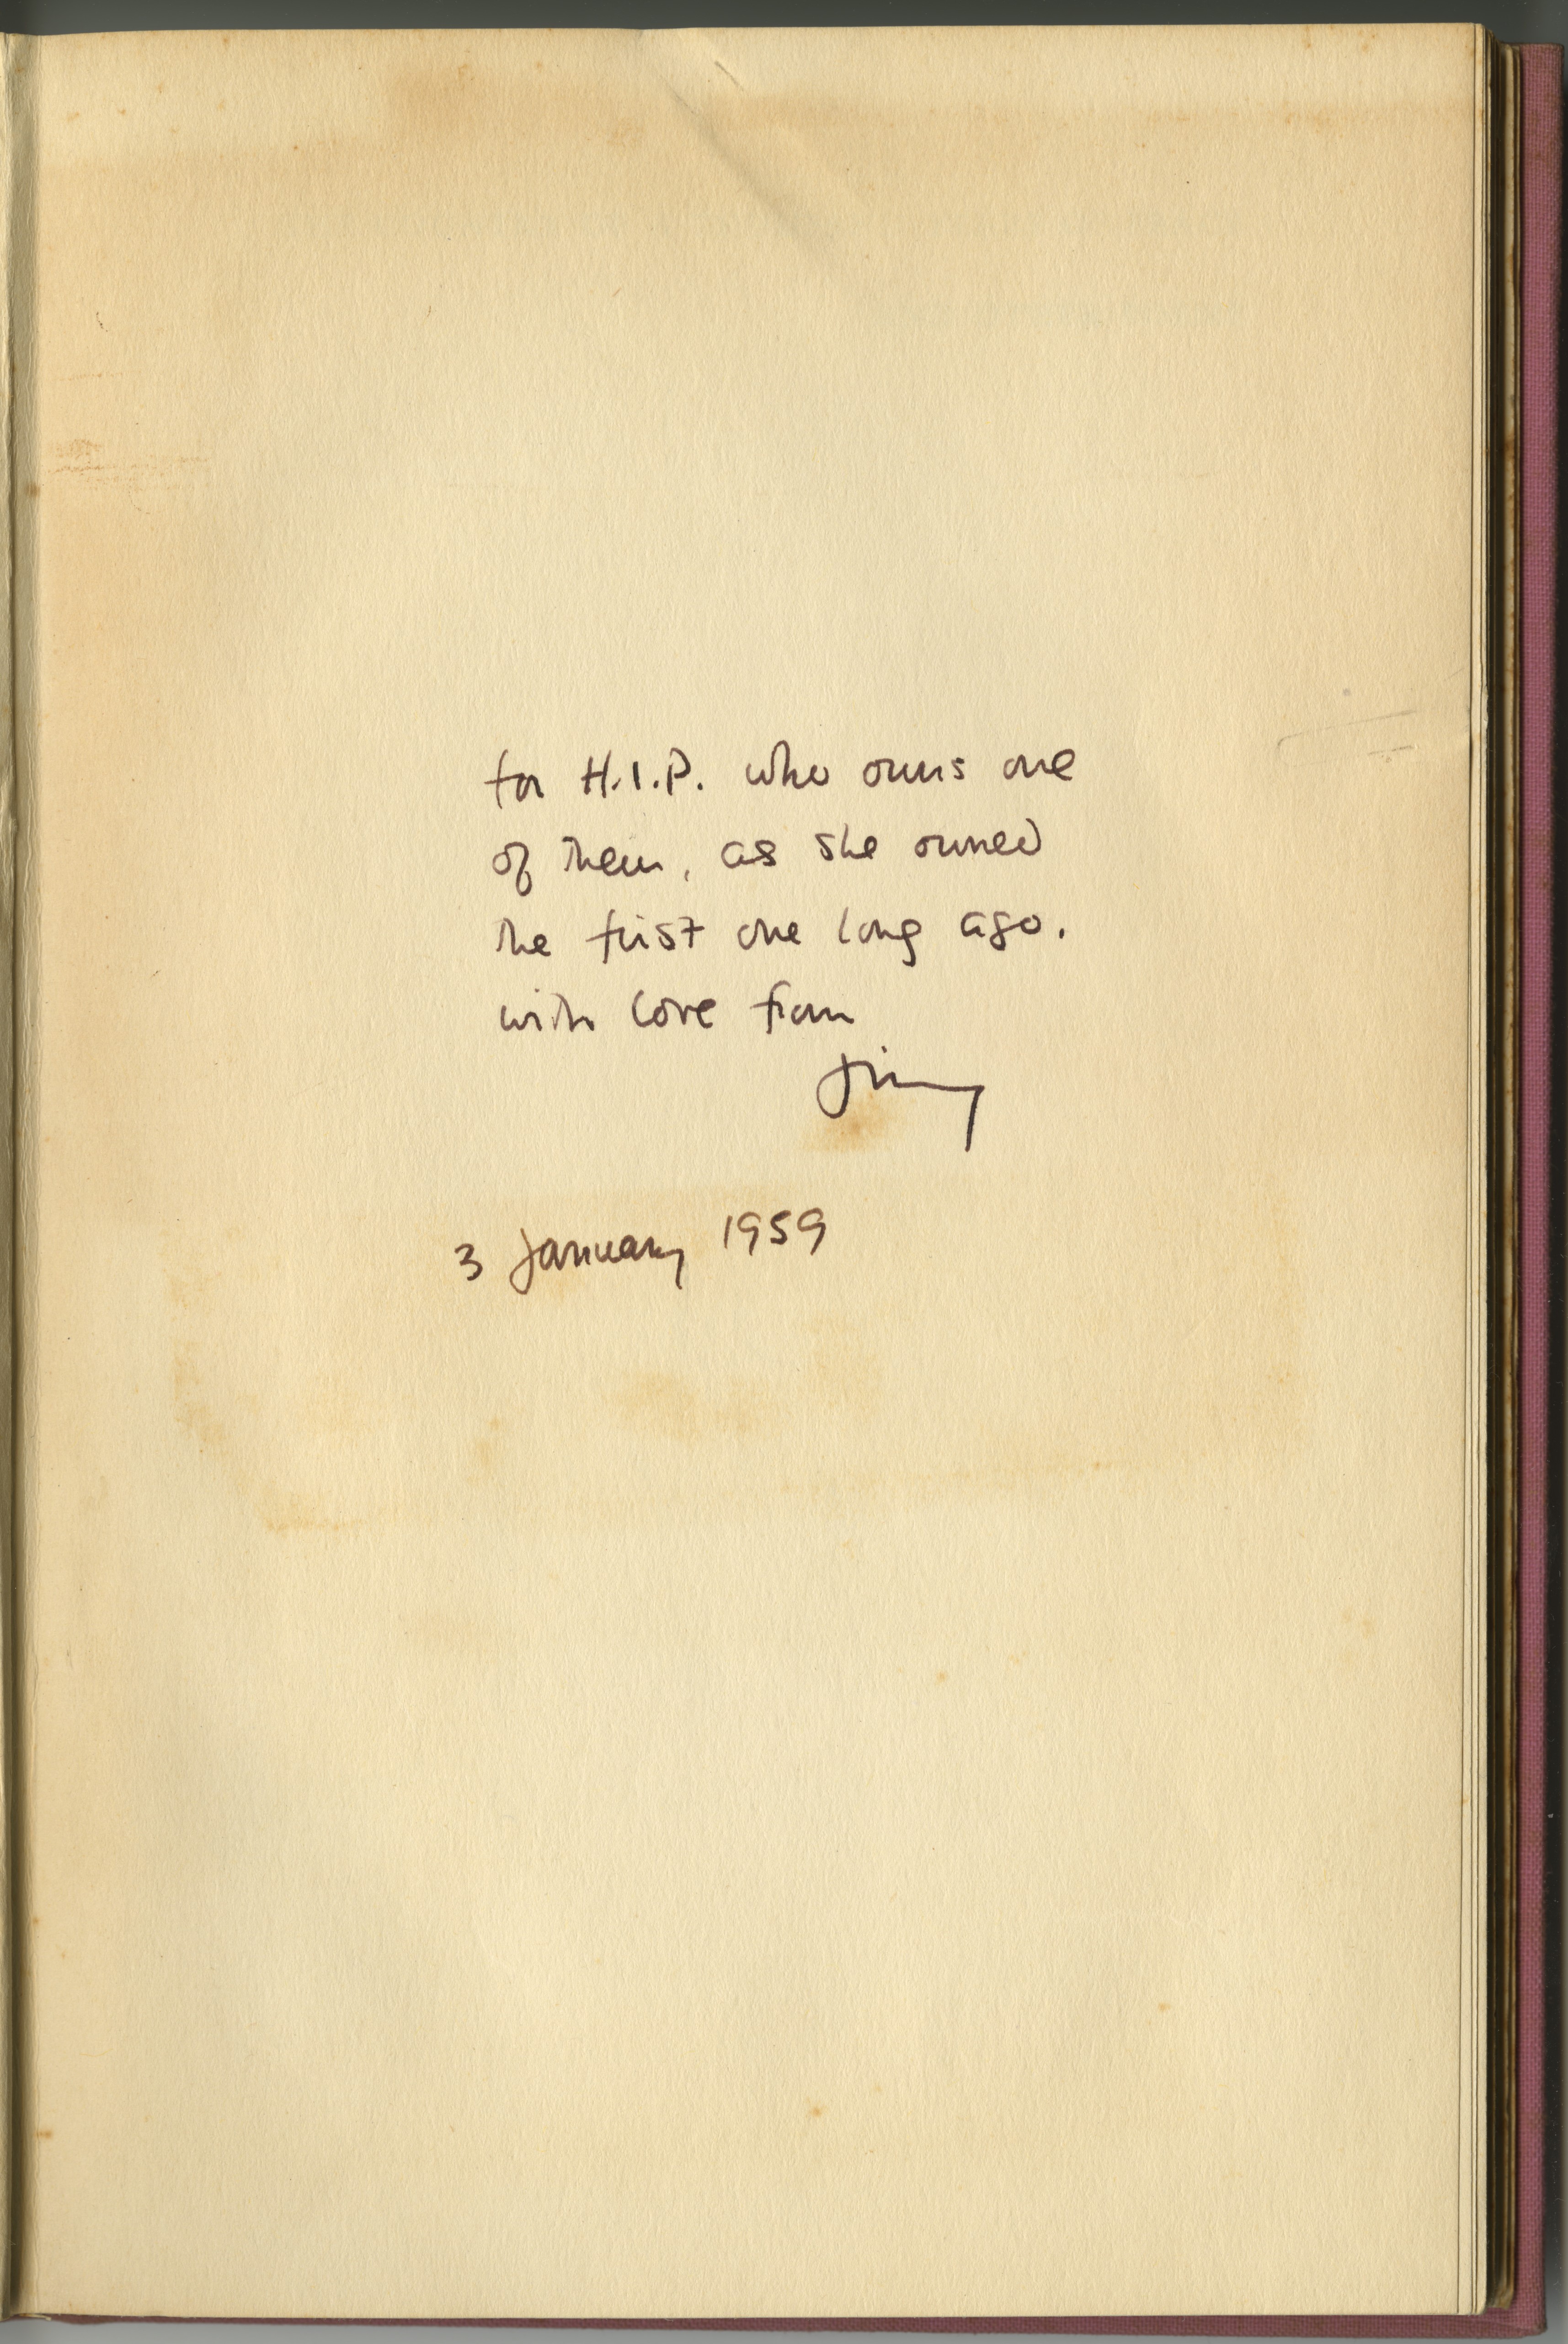 for H.I.P. who owns one
of them, as she owned
the first one long ago.
with love from
Jimmy
3 January 1959